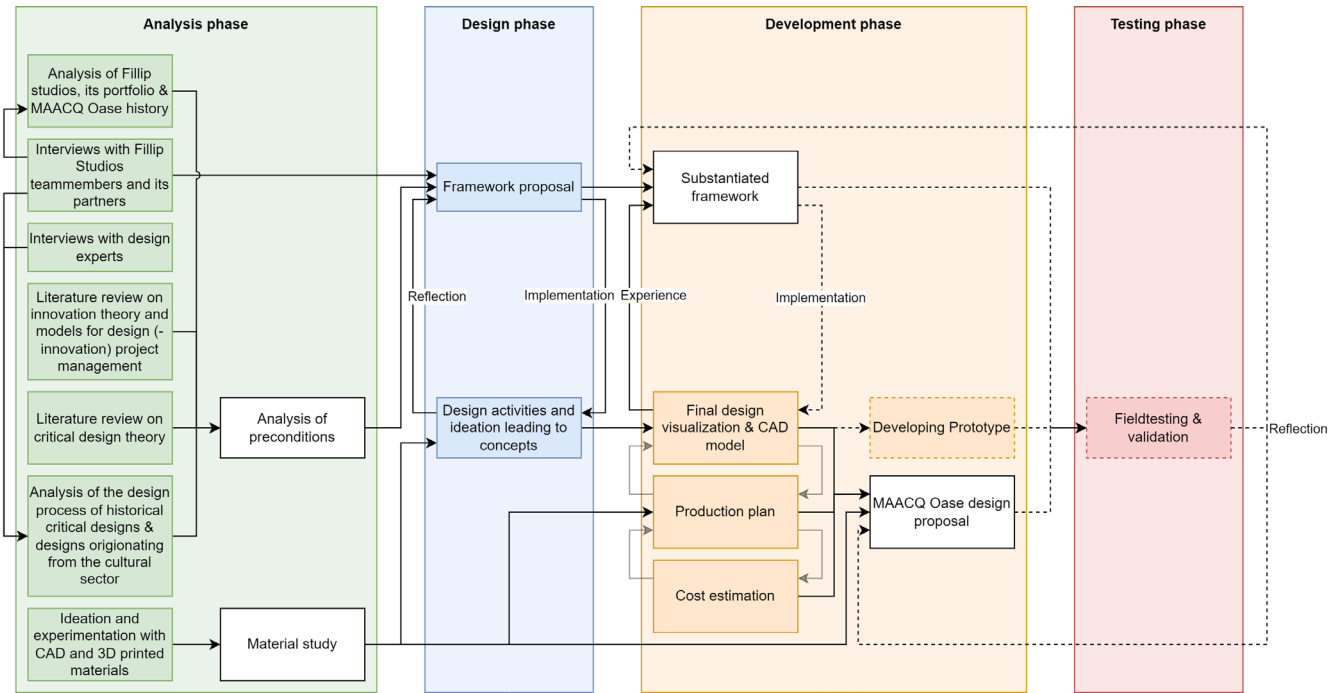 Analysis phase
Analysis of Fillip
studios, its portfolio &
MAACQ Oase history
Interviews with Fillip
Studios
teammembers and its
partners
Interviews with design
experts
Literature review on
innovation theory and
models for design (-
innovation) project
management
Literature review on
critical design theory
Analysis of the design
process of historical
critical designs &
designs origionating
from the cultural
sector
Ideation and
experimentation with
CAD and 3D printed
materials
Analysis of
preconditions
Material study
Design phase
Framework proposal
Reflection
Implementation
Design activities and
ideation leading to
concepts
Development phase
Substantiated
framework
Experience
Implementation
Final design
visualization & CAD
model
Developing Prototype
Production plan
MAACQ Oase design
proposal
Cost estimation
Testing phase
Fieldtesting &
validation
Reflection